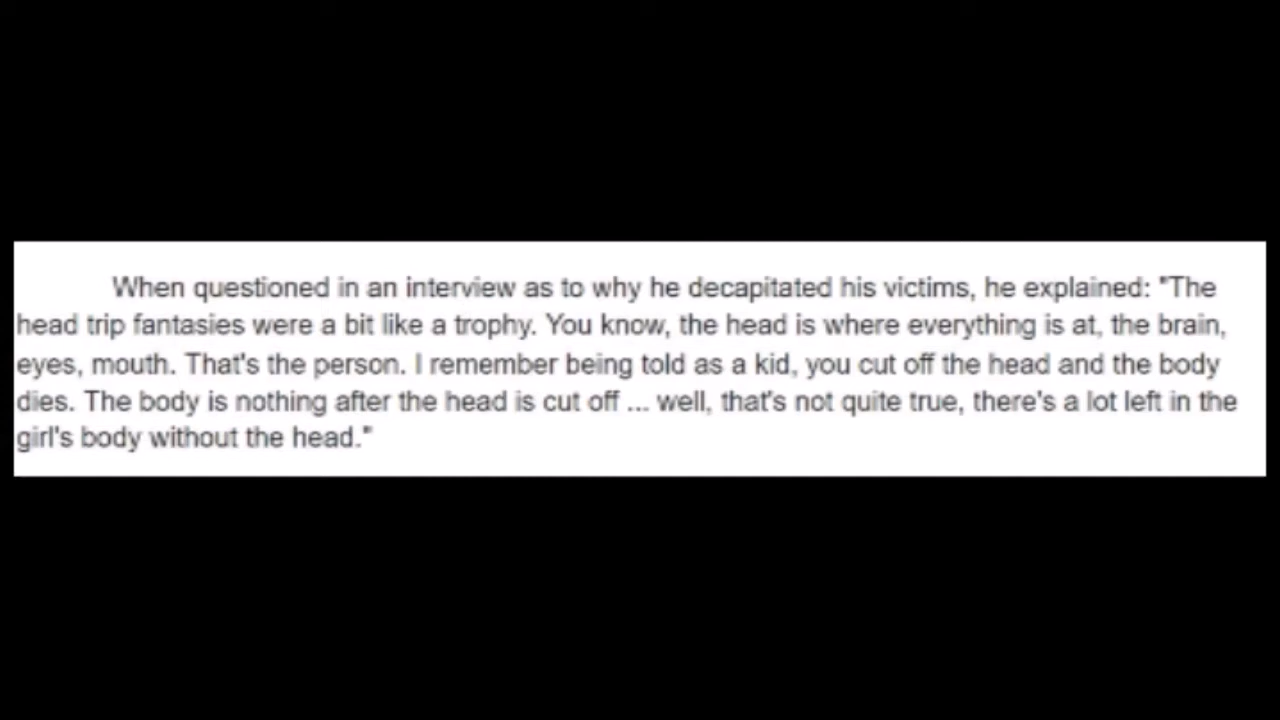 When questioned in an interview as to why he decapitated his victims, he explained: "The
head trip fantasies were a bit like a trophy. You know, the head is where everything is at, the brain,
eyes, mouth. That's the person. I remember being told as a kid, you cut off the head and the body
dies. The body is nothing after the head is cut off ... well, that's not quite true, there's a lot left in the
girl's body without the head."